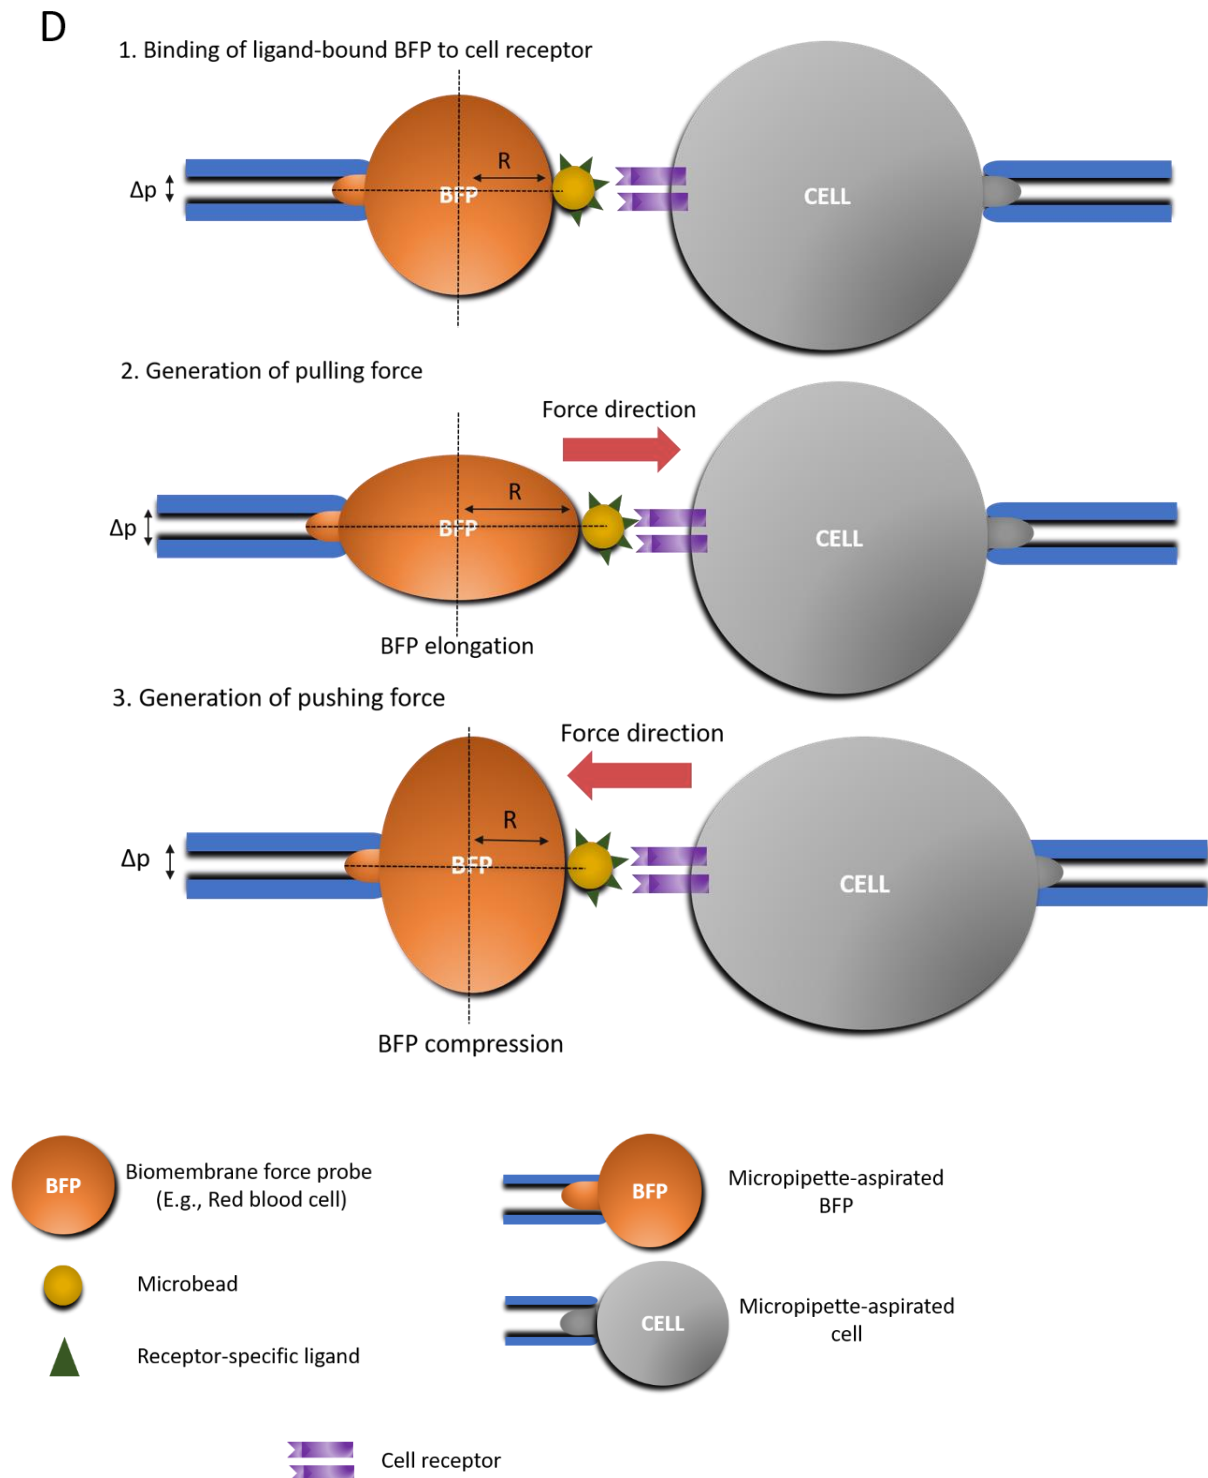 D
1. Binding of ligand-bound BFP to cell receptor
Δp
R
BFP
CELL
2. Generation of pulling force
Force direction
Δp
R
BFP
CELL
BFP elongation
3. Generation of pushing force
Force direction
Δp
R
BFP
CELL
BFP compression
BFP
Biomembrane force probe
(E.g., Red blood cell)
BFP
Micropipette-aspirated
BFP
Microbead
CELL
Micropipette-aspirated
cell
Receptor-specific ligand
Cell receptor